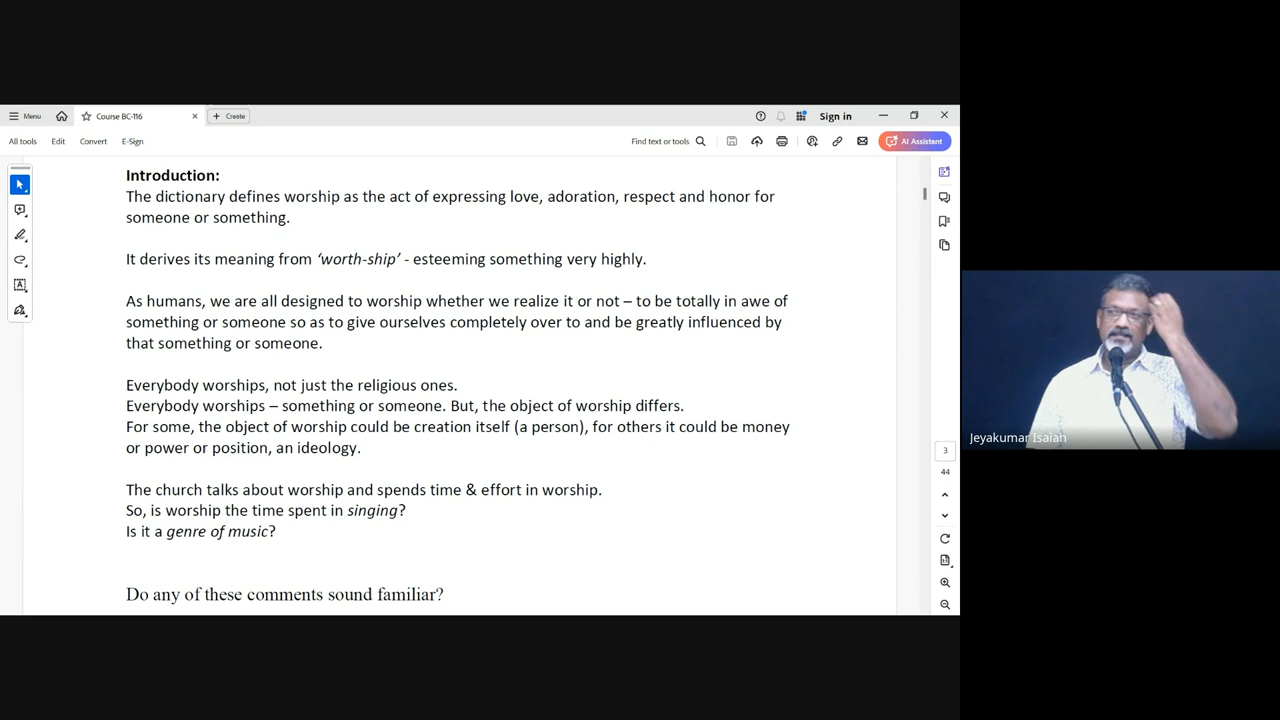 Menu
Course BC-116
Create
Sign in
All tools
Edit
Convert
E-Sign
Find text or tools
AI Assistant
Introduction:
The dictionary defines worship as the act of expressing love, adoration, respect and honor for
someone or something.
It derives its meaning from ‘worth-ship’ - esteeming something very highly.
As humans, we are all designed to worship whether we realize it or not – to be totally in awe of
something or someone so as to give ourselves completely over to and be greatly influenced by
that something or someone.
Everybody worships, not just the religious ones.
Everybody worships – something or someone. But, the object of worship differs.
For some, the object of worship could be creation itself (a person), for others it could be money
or power or position, an ideology.
The church talks about worship and spends time & effort in worship.
So, is worship the time spent in singing?
Is it a genre of music?
Do any of these comments sound familiar?
3
44
Jeyakumar Isaiah